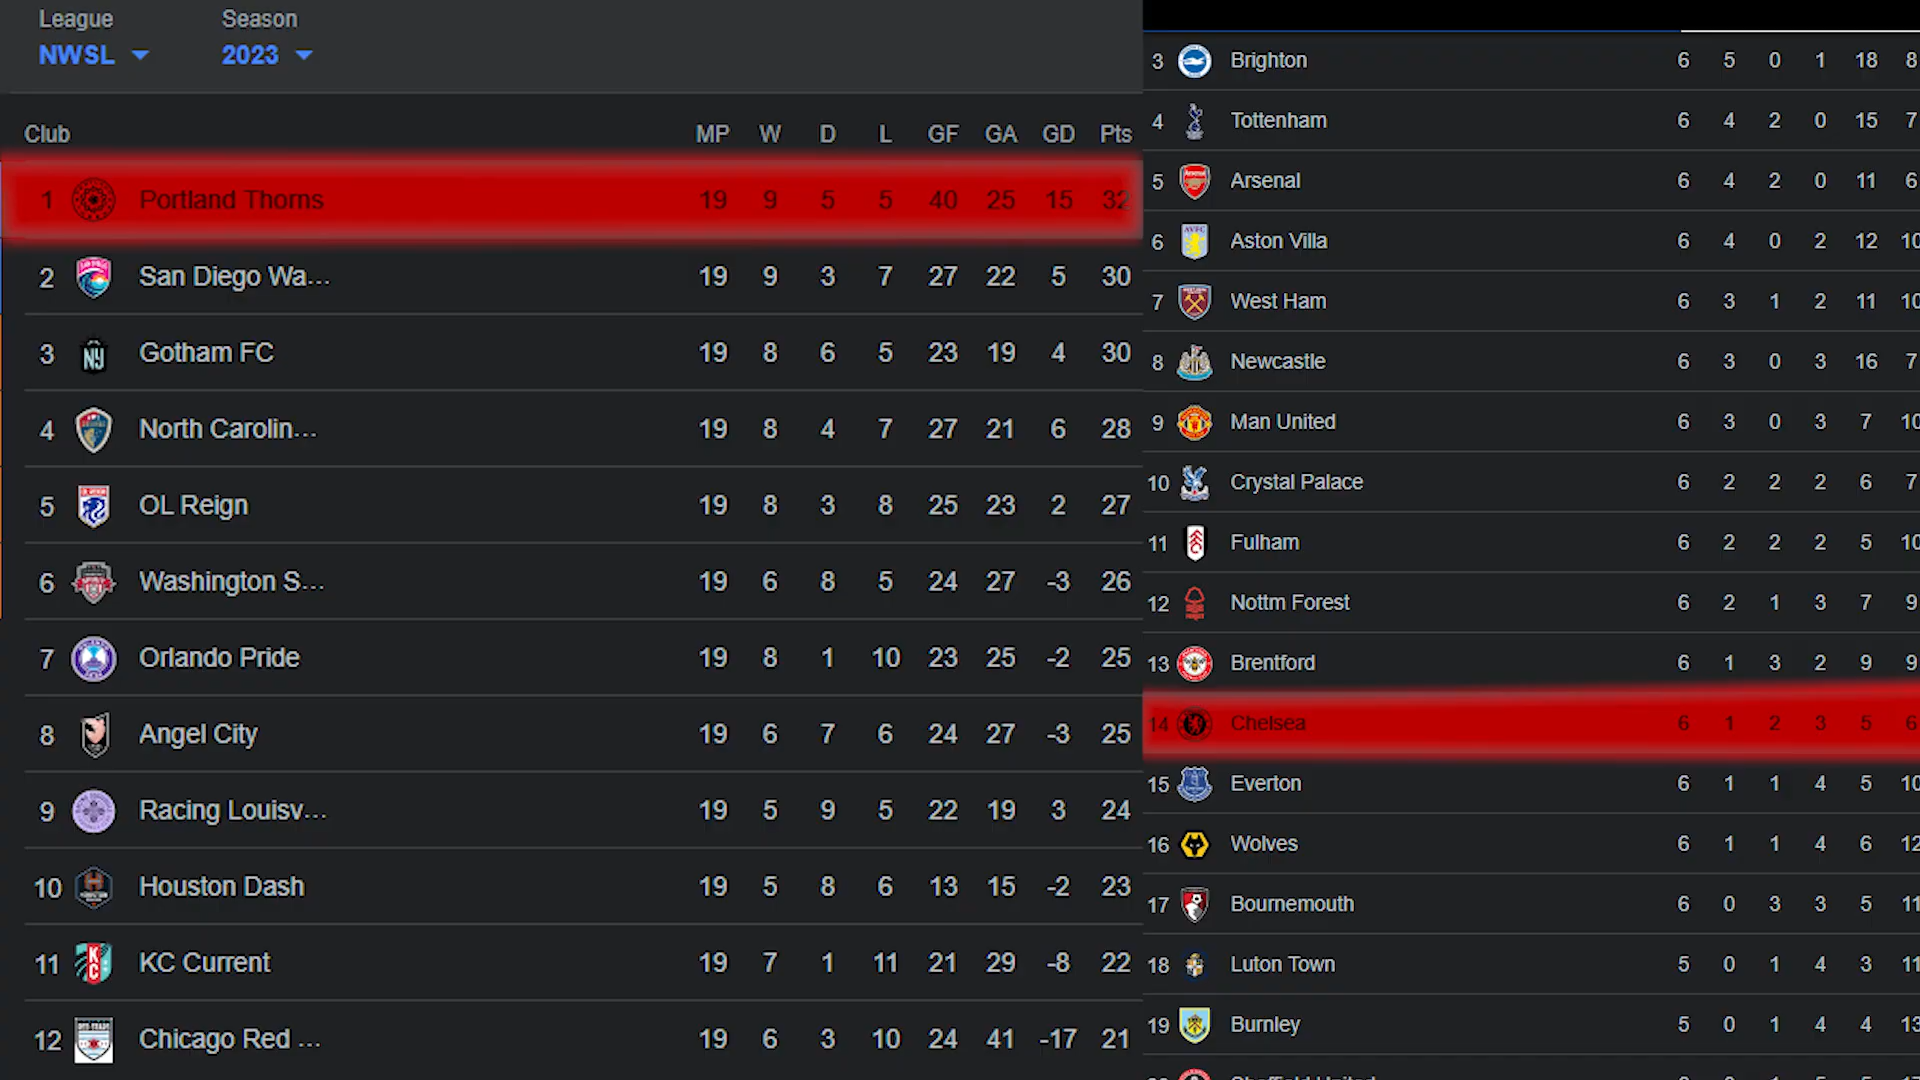 League Season
NWSL 2023
Club MP W D L GF GA GD Pts
1 Portland Thorns 19 9 5 5 40 25 15 32
2 San Diego Wa... 19 9 3 7 27 22 5 30
3 Gotham FC 19 8 6 5 23 19 4 30
4 North Carolin... 19 8 4 7 27 21 6 28
5 OL Reign 19 8 3 8 25 23 2 27
6 Washington S... 19 6 8 5 24 27 -3 26
7 Orlando Pride 19 8 1 10 23 25 -2 25
8 Angel City 19 6 7 6 24 27 -3 25
9 Racing Louisv... 19 5 9 5 22 19 3 24
10 Houston Dash 19 5 8 6 13 15 -2 23
11 KC Current 19 7 1 11 21 29 -8 22
12 Chicago Red ... 19 6 3 10 24 41 -17 21
3 Brighton 6 5 0 1 18 8
4 Tottenham 6 4 2 0 15 7
5 Arsenal 6 4 2 0 11 6
6 Aston Villa 6 4 0 2 12 10
7 West Ham 6 3 1 2 11 10
8 Newcastle 6 3 0 3 16 7
9 Man United 6 3 0 3 7 10
10 Crystal Palace 6 2 2 2 6 7
11 Fulham 6 2 2 2 5 10
12 Nottm Forest 6 2 1 3 7 9
13 Brentford 6 1 3 2 9 9
14 Chelsea 6 1 2 3 5 6
15 Everton 6 1 1 4 5 10
16 Wolves 6 1 1 4 6 12
17 Bournemouth 6 0 3 3 5 11
18 Luton Town 5 0 1 4 3 11
19 Burnley 5 0 1 4 4 13